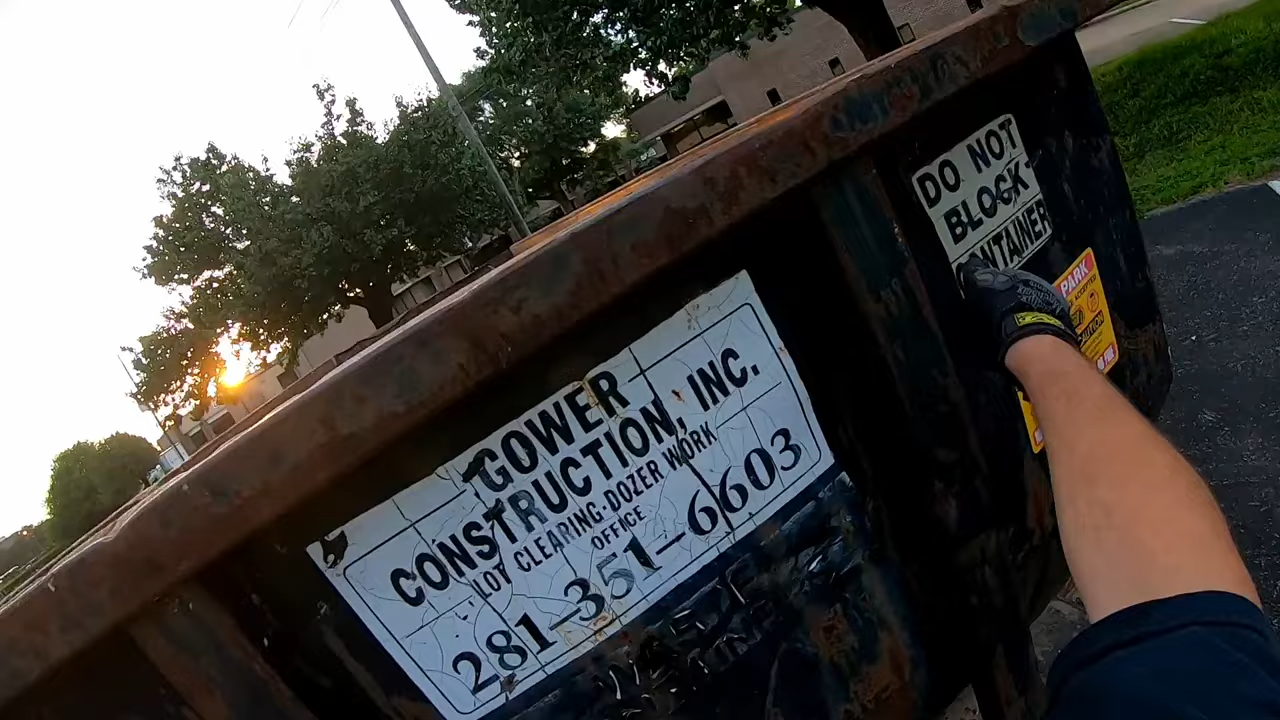 GOWER
CONSTRUCTION, INC.
LOT CLEARING-DOZER WORK
OFFICE
281-351-6603
DO NOT
BLOCK
CONTAINER
PARK